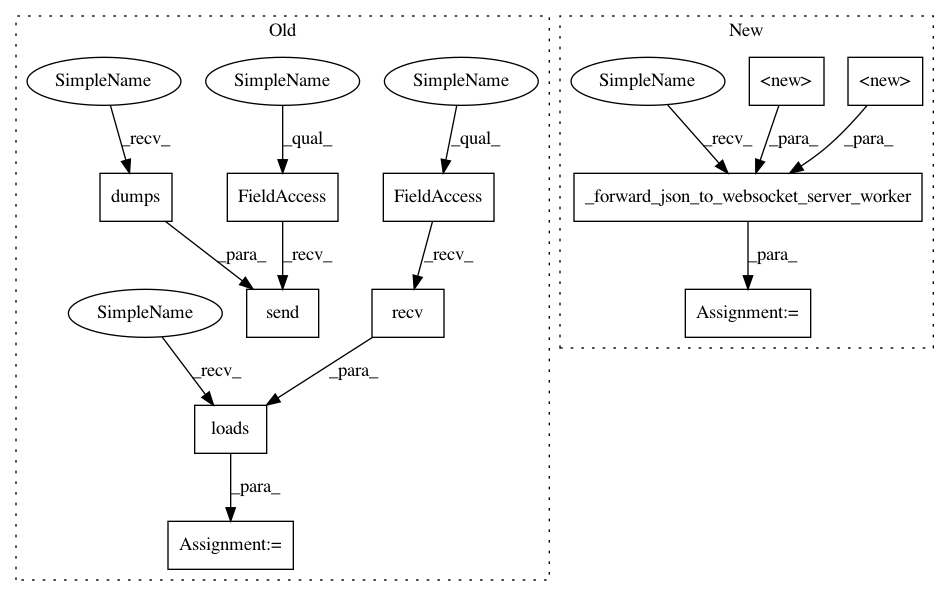 Old
New
SimpleName
SimpleName
SimpleName
SimpleName
<new>
<new>
_recv_
_qual_
_qual_
_recv_
_para_
_para_
dumps
FieldAccess
FieldAccess
_forward_json_to_websocket_server_worker
_para_
_recv_
_recv_
_para_
SimpleName
send
recv
Assignment:=
_recv_
_para_
loads
_para_
Assignment:=